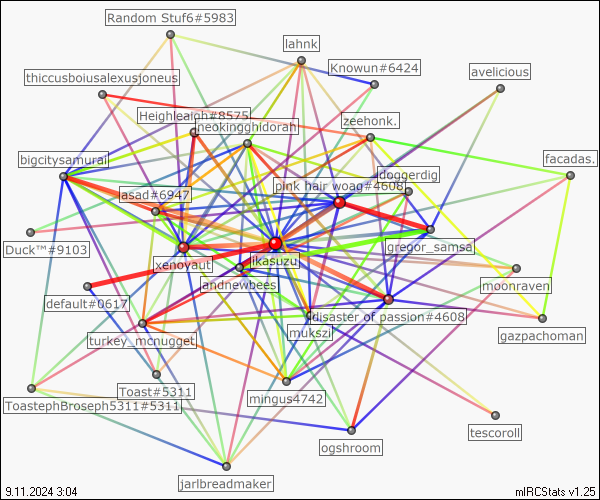 Random Stuf6#5983
lahnk
Knowun#6424
avelicious
thiccusboiusalexusjoneus
Heighleigh#8575
neokingghidorah
zeehonk.
bigcitysamurai
facadas.
doggerdig
pink hair woag#4608
asad#6947
Duck™#9103
gregor_samsa
jkasuzu
xenoyaut
andnewbees
moonraven
default#0617
disaster of passion#4608
mukszi
gazpachoman
turkey_mcnugget
Toast#5311
mingus4742
ToastephBroseph5311#5311
tescoroll
ogshroom
jarlbreadmaker
9.11.2024 3:04
mIRCStats v1.25